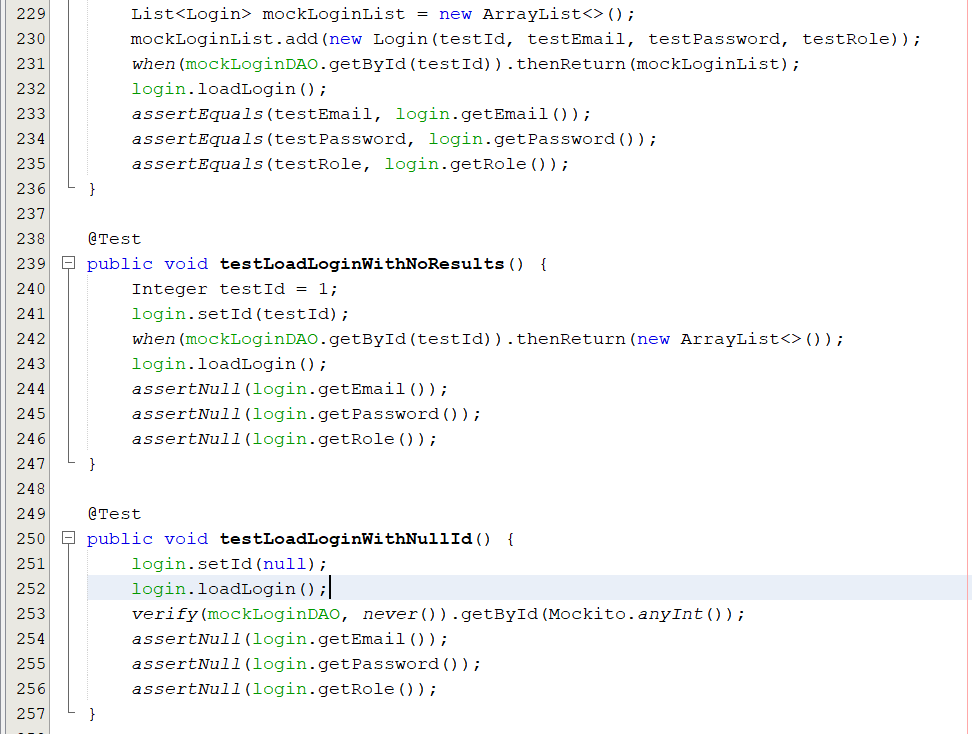 229 List<Login> mockLoginList = new ArrayList<>();
230 mockLoginList.add(new Login(testId, testEmail, testPassword, testRole));
231 when(mockLoginDAO.getById(testId)).thenReturn(mockLoginList);
232 login.loadLogin();
233 assertEquals(testEmail, login.getEmail());
234 assertEquals(testPassword, login.getPassword());
235 assertEquals(testRole, login.getRole());
236 }
237
238 @Test
239 public void testLoadLoginWithNoResults() {
240 Integer testId = 1;
241 login.setId(testId);
242 when(mockLoginDAO.getById(testId)).thenReturn(new ArrayList<>());
243 login.loadLogin();
244 assertNull(login.getEmail());
245 assertNull(login.getPassword());
246 assertNull(login.getRole());
247 }
248
249 @Test
250 public void testLoadLoginWithNullId() {
251 login.setId(null);
252 login.loadLogin();
253 verify(mockLoginDAO, never()).getById(Mockito.anyInt());
254 assertNull(login.getEmail());
255 assertNull(login.getPassword());
256 assertNull(login.getRole());
257 }